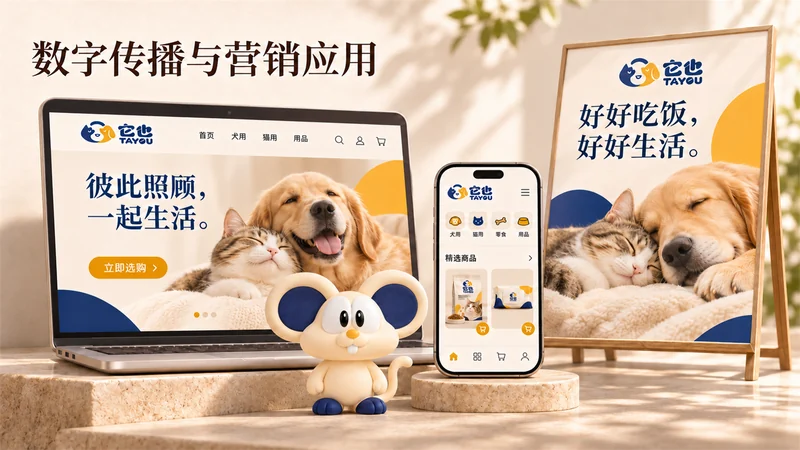 数字传播与营销应用
它也
TAYOU
首页
犬用
猫用
用品
彼此照顾，
一起生活。
立即选购
它也
TAYOU
犬用
猫用
零食
用品
精选商品
它也
TAYOU
好好吃饭，
好好生活。